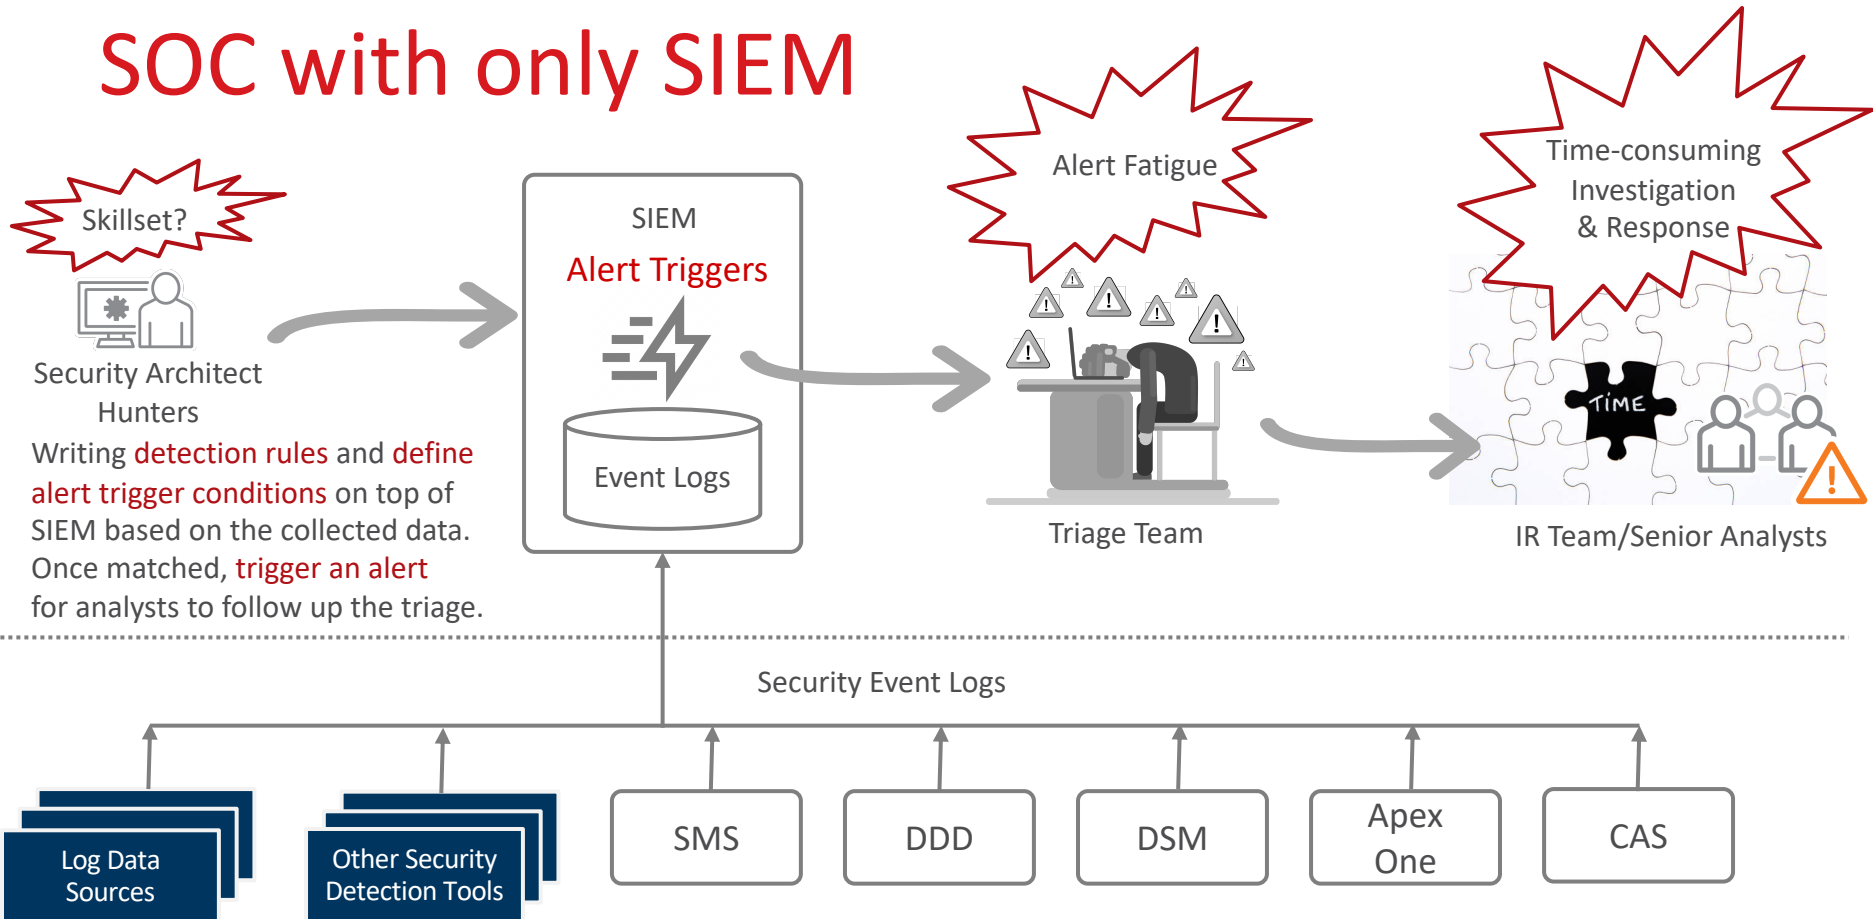 SOC with only SIEM
Skillset?
Security Architect
Hunters
Writing detection rules and define
alert trigger conditions on top of
SIEM based on the collected data.
Once matched, trigger an alert
for analysts to follow up the triage.
SIEM
Alert Triggers
Event Logs
Alert Fatigue
!
!
!
!
!
!
!
!
Triage Team
Time-consuming
Investigation
& Response
TIME
!
IR Team/Senior Analysts
Security Event Logs
Log Data
Sources
Other Security
Detection Tools
SMS
DDD
DSM
Apex
One
CAS